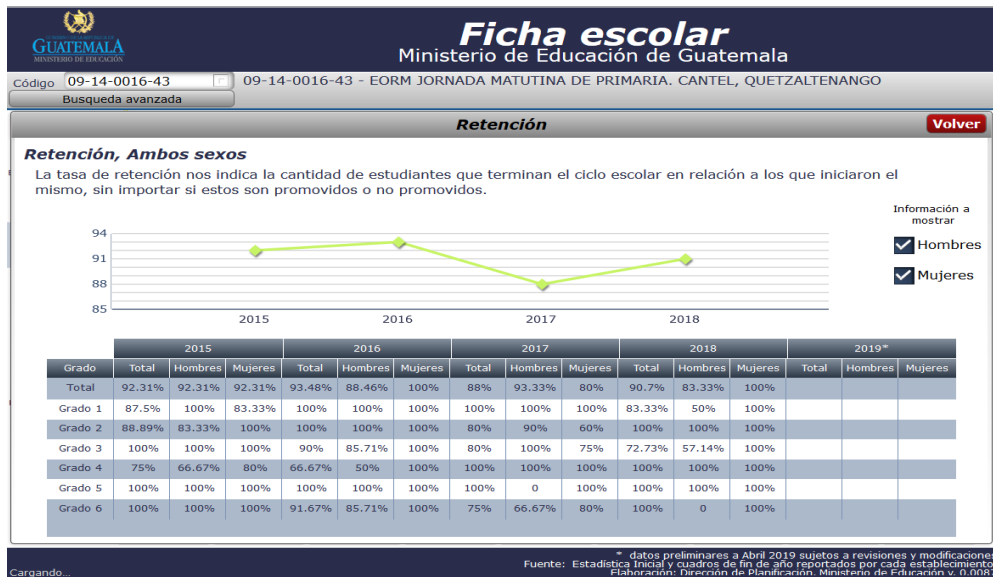 Ficha escolar
GUATEMALA
MINISTERIO DE EDUCACIÓN
Ministerio de Educación de Guatemala
Código 09-14-0016-43 09-14-0016-43 - EORM JORNADA MATUTINA DE PRIMARIA. CANTEL, QUETZALTENANGO
Busqueda avanzada
Retención Volver
Retención, Ambos sexos
La tasa de retención nos indica la cantidad de estudiantes que terminan el ciclo escolar en relación a los que iniciaron el
mismo, sin importar si estos son promovidos o no promovidos.
Información a
mostrar
Hombres
Mujeres
94
91
88
85
2015 2016 2017 2018
2015 2016 2017 2018 2019*
Grado Total Hombres Mujeres Total Hombres Mujeres Total Hombres Mujeres Total Hombres Mujeres Total Hombres Mujeres
Total 92.31% 92.31% 92.31% 93.48% 88.46% 100% 88% 93.33% 80% 90.7% 83.33% 100%
Grado 1 87.5% 100% 83.33% 100% 100% 100% 100% 100% 100% 83.33% 50% 100%
Grado 2 88.89% 83.33% 100% 100% 100% 100% 80% 90% 60% 100% 100% 100%
Grado 3 100% 100% 100% 90% 85.71% 100% 80% 100% 75% 72.73% 57.14% 100%
Grado 4 75% 66.67% 80% 66.67% 50% 100% 100% 100% 100% 100% 100% 100%
Grado 5 100% 100% 100% 100% 100% 100% 100% 0 100% 100% 100% 100%
Grado 6 100% 100% 100% 91.67% 85.71% 100% 75% 66.67% 80% 100% 0 100%
* datos preliminares a Abril 2019 sujetos a revisiones y modificaciones
Fuente: Estadística Inicial y cuadros de fin de año reportados por cada establecimiento
Elaboración: Dirección de Planificación, Ministerio de Educación v. 0.0087
Cargando...